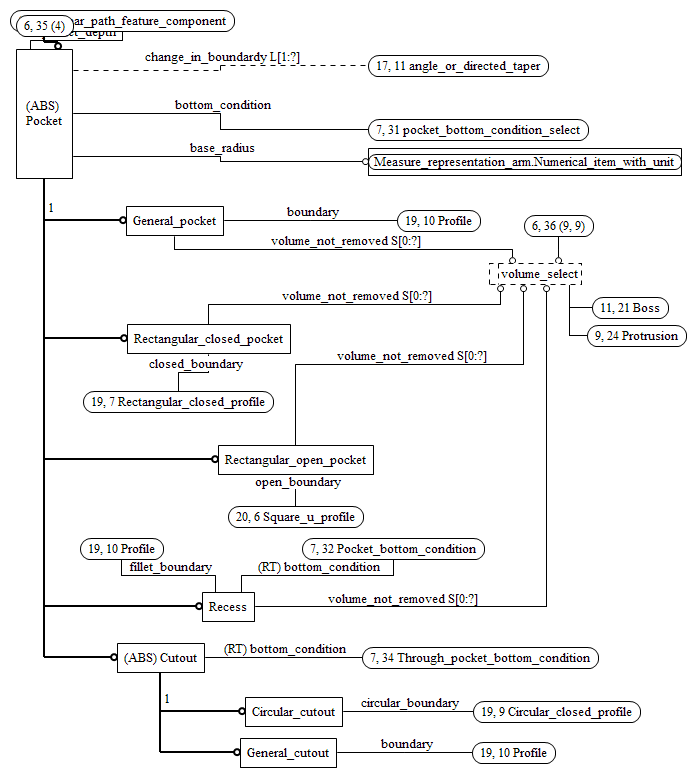 6, 35 (4)
ar_path_feature_component
et_depth
change_in_boundardy L[1:?]
17, 11 angle_or_directed_taper
(ABS)
Pocket
bottom_condition
7, 31 pocket_bottom_condition_select
base_radius
Measure_representation_arm.Numerical_item_with_unit
1
General_pocket
boundary
19, 10 Profile
6, 36 (9, 9)
volume_not_removed S[0:?]
volume_select
volume_not_removed S[0:?]
11, 21 Boss
Rectangular_closed_pocket
9, 24 Protrusion
volume_not_removed S[0:?]
closed_boundary
19, 7 Rectangular_closed_profile
Rectangular_open_pocket
open_boundary
20, 6 Square_u_profile
19, 10 Profile
7, 32 Pocket_bottom_condition
fillet_boundary
(RT) bottom_condition
Recess
volume_not_removed S[0:?]
(ABS) Cutout
(RT) bottom_condition
7, 34 Through_pocket_bottom_condition
1
Circular_cutout
circular_boundary
19, 9 Circular_closed_profile
General_cutout
boundary
19, 10 Profile